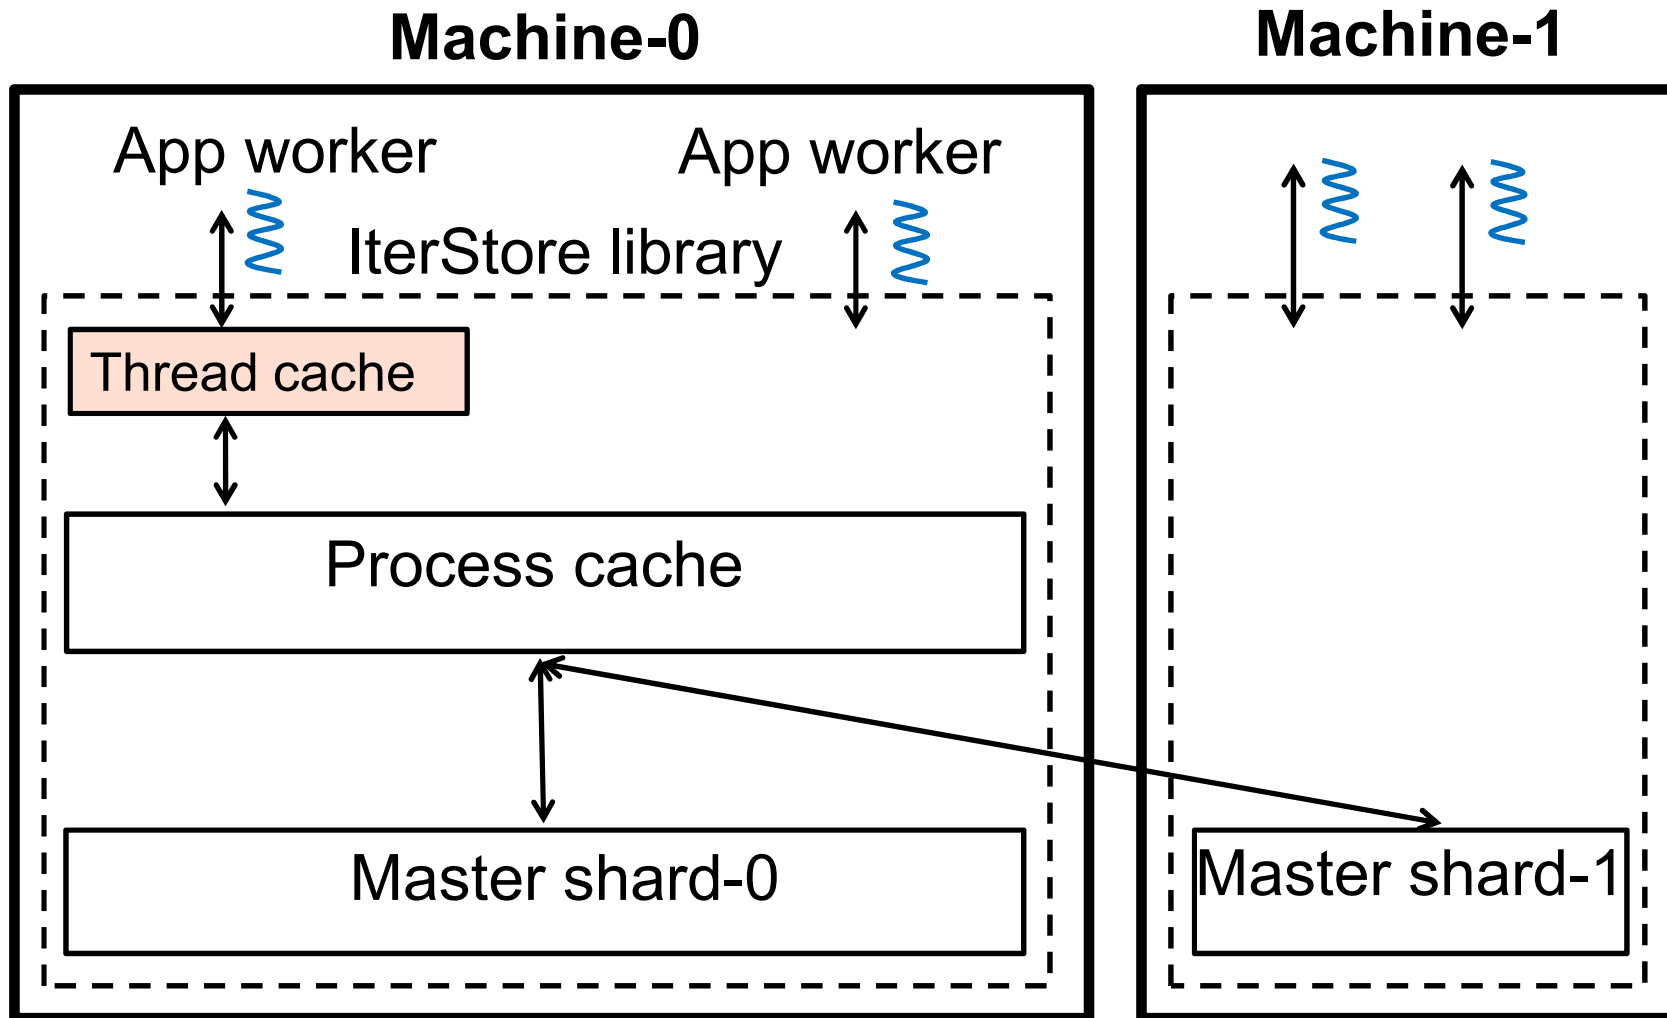 Machine-0
Machine-1
App worker
App worker
IterStore library
Thread cache
Process cache
Master shard-0
Master shard-1